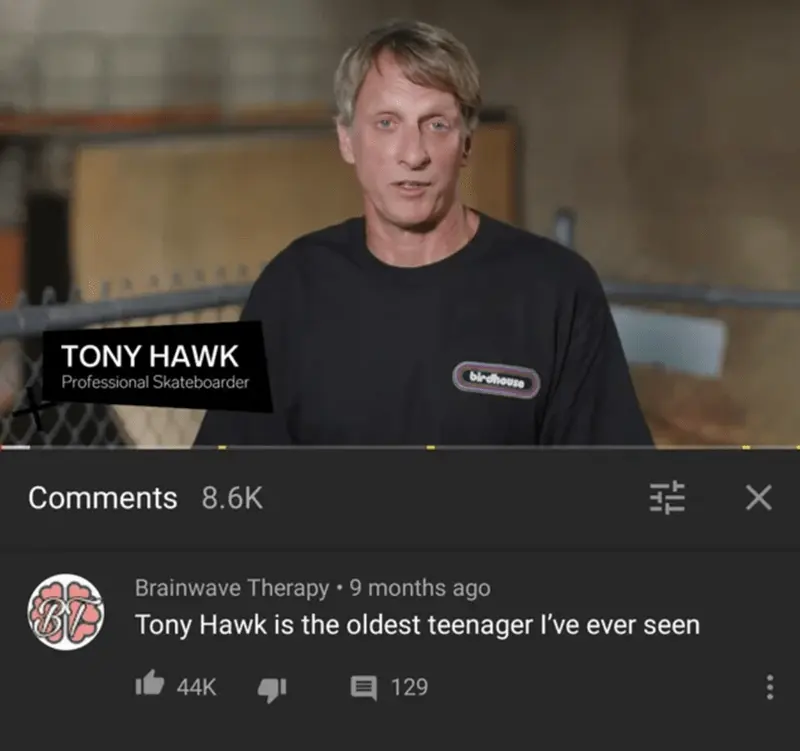 TONY HAWK
Professional Skateboarder
birdhouse
Comments 8.6K
BT
Brainwave Therapy • 9 months ago
Tony Hawk is the oldest teenager I've ever seen
44K 129